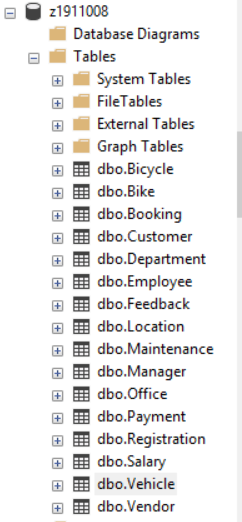 z1911008
Database Diagrams
Tables
System Tables
FileTables
External Tables
Graph Tables
dbo.Bicycle
dbo.Bike
dbo.Booking
dbo.Customer
dbo.Department
dbo.Employee
dbo.Feedback
dbo.Location
dbo.Maintenance
dbo.Manager
dbo.Office
dbo.Payment
dbo.Registration
dbo.Salary
dbo.Vehicle
dbo.Vendor